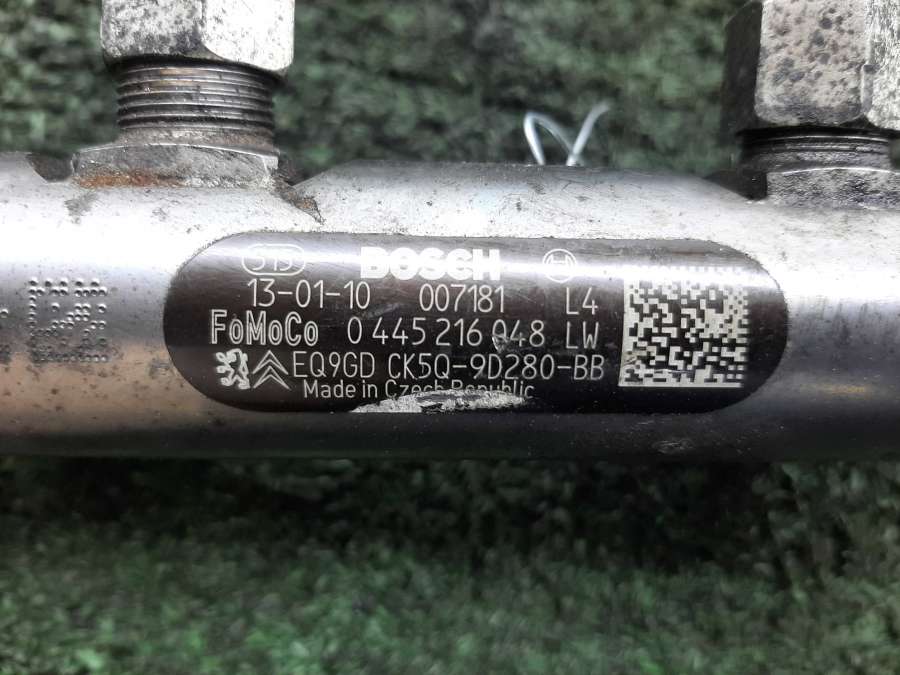 STS BOSCH
13-01-10 007181 L4
FoMoCo 0 445 216 048 LW
EQ9GD CK5Q-9D280-BB
Made in Czech Republic